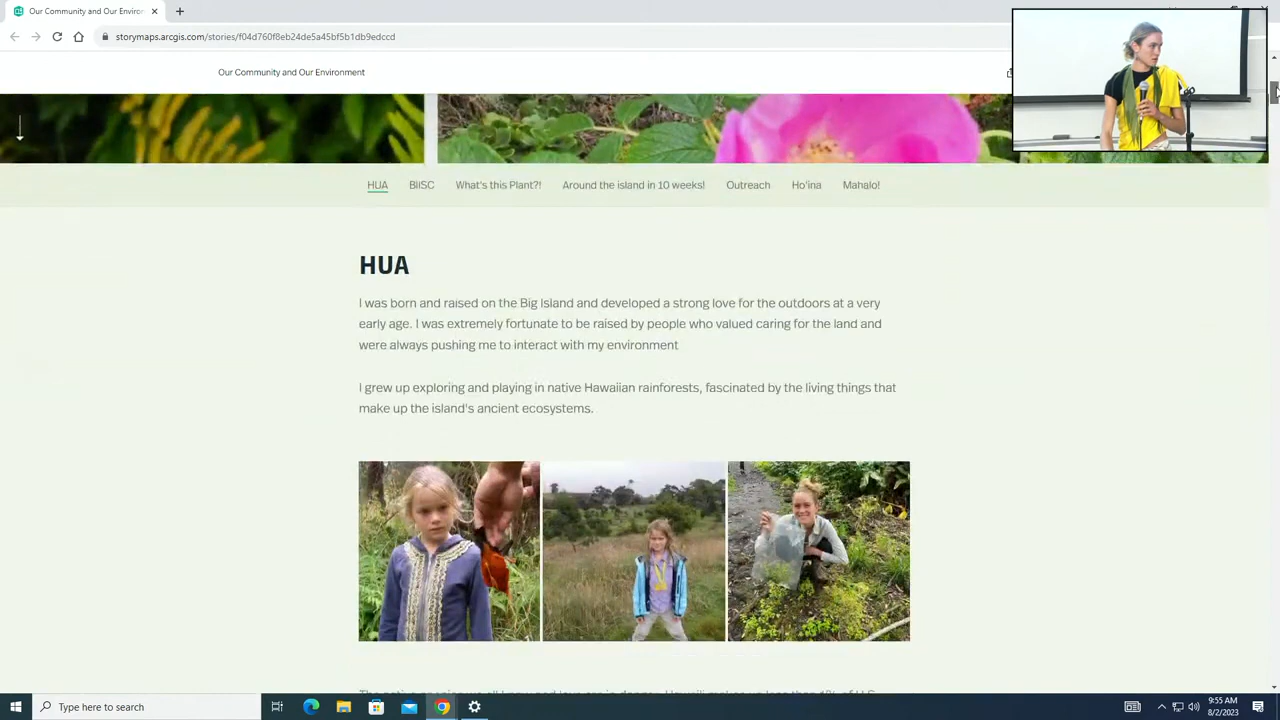 Our Community and Our Enviror
storymaps.arcgis.com/stories/f04d760f8eb24de5a45bf5b1db9edccd
Our Community and Our Environment
HUA BIISC What's this Plant?! Around the island in 10 weeks! Outreach Ho'ina Mahalo!
HUA
I was born and raised on the Big Island and developed a strong love for the outdoors at a very
early age. I was extremely fortunate to be raised by people who valued caring for the land and
were always pushing me to interact with my environment
I grew up exploring and playing in native Hawaiian rainforests, fascinated by the living things that
make up the island's ancient ecosystems.
Type here to search
9:55 AM
8/2/2023